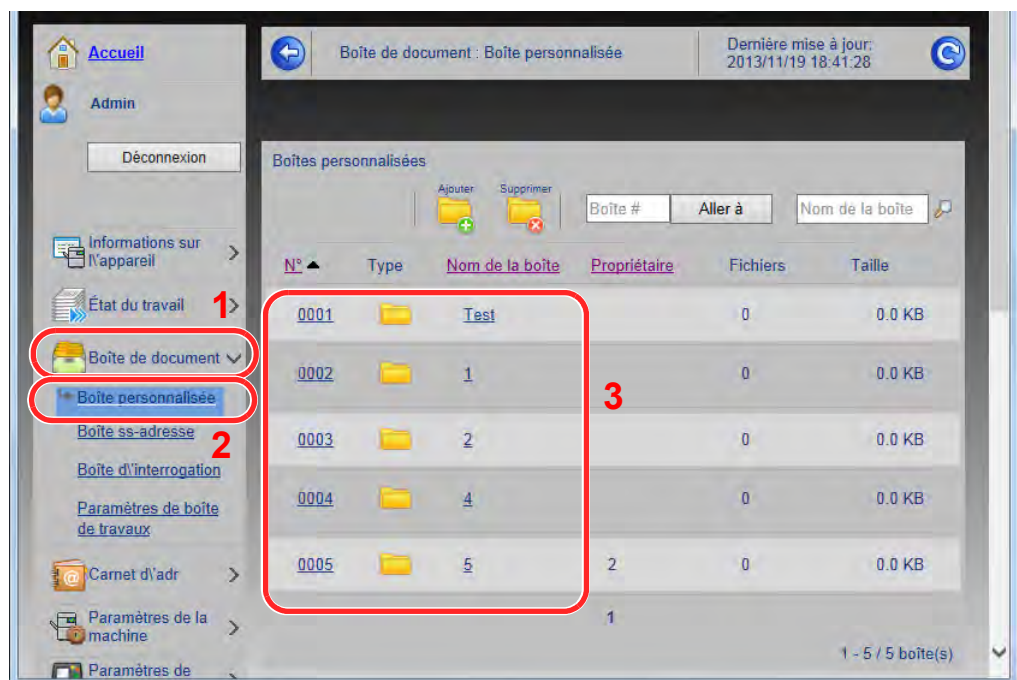 Accueil
Admin
Déconnexion
Informations sur
l\'appareil
État du travail
1
Boîte de document
Boîte personnalisée
2
Boîte ss-adresse
Boîte d\'interrogation
Paramètres de boîte
de travaux
Carnet d\'adr
Paramètres de la
machine
Paramètres de
Boîte de document : Boîte personnalisée
Dernière mise à jour:
2013/11/19 18:41:28
Boîtes personnalisées
Ajouter Supprimer
Boîte # Aller à Nom de la boîte
N° Type Nom de la boîte Propriétaire Fichiers Taille
0001 Test 0 0.0 KB
0002 1 0 0.0 KB
3
0003 2 0 0.0 KB
0004 4 0 0.0 KB
0005 5 2 0 0.0 KB
1
1 - 5 / 5 boîte(s)